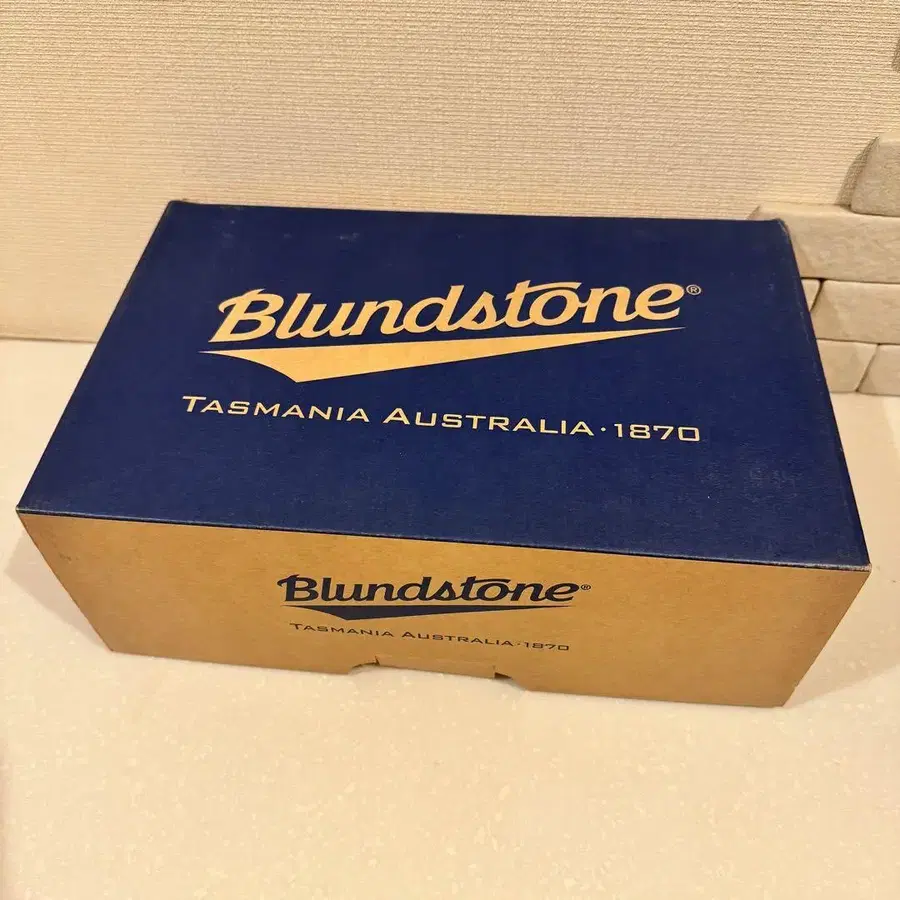 Blundstone®
TASMANIA AUSTRALIA · 1870
Blundstone®
TASMANIA AUSTRALIA · 1870